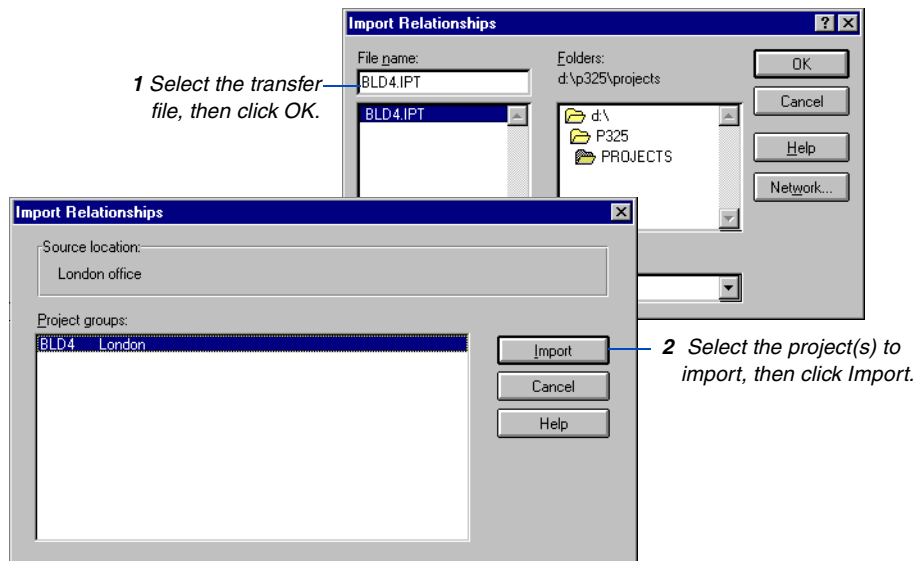 Import Relationships
File name:
BLD4.IPT
BLD4.IPT
Folders:
d:\p325\projects
d:\
P325
PROJECTS
OK
Cancel
Help
Network...
1 Select the transfer
file, then click OK.
Import Relationships
Source location:
London office
Project groups:
BLD4 London
Import
Cancel
Help
2 Select the project(s) to
import, then click Import.